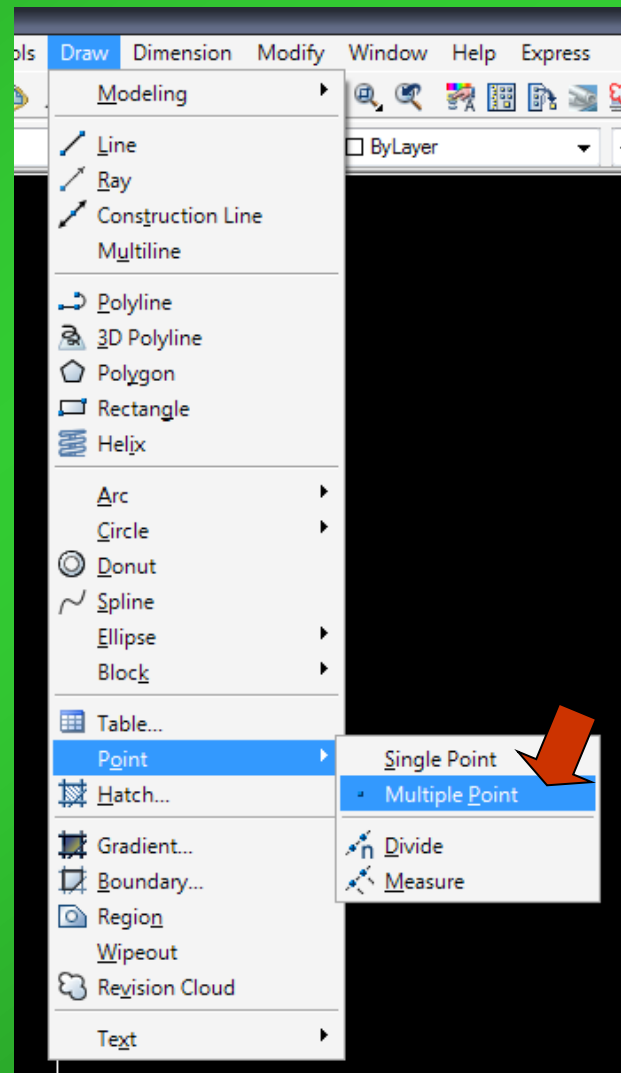 ols Draw Dimension Modify Window Help Express
Modeling
ByLayer
Line
Ray
Construction Line
Multiline
Polyline
3D Polyline
Polygon
Rectangle
Helix
Arc
Circle
Donut
Spline
Ellipse
Block
Table...
Point
Single Point
Hatch...
Multiple Point
Gradient...
Divide
Boundary...
Measure
Region
Wipeout
Revision Cloud
Text